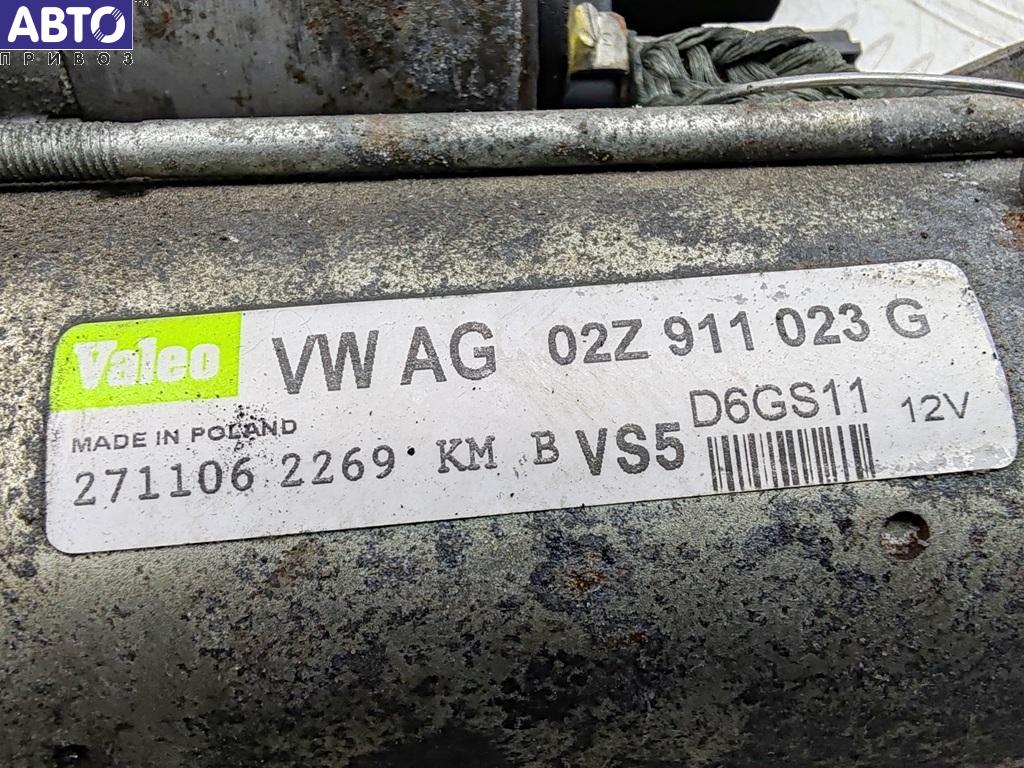 АВТО
ПРИВОЗ
Valeo
VW AG 02Z 911 023 G
MADE IN POLAND
D6GS11 12V
271106 2269 KM B VS5